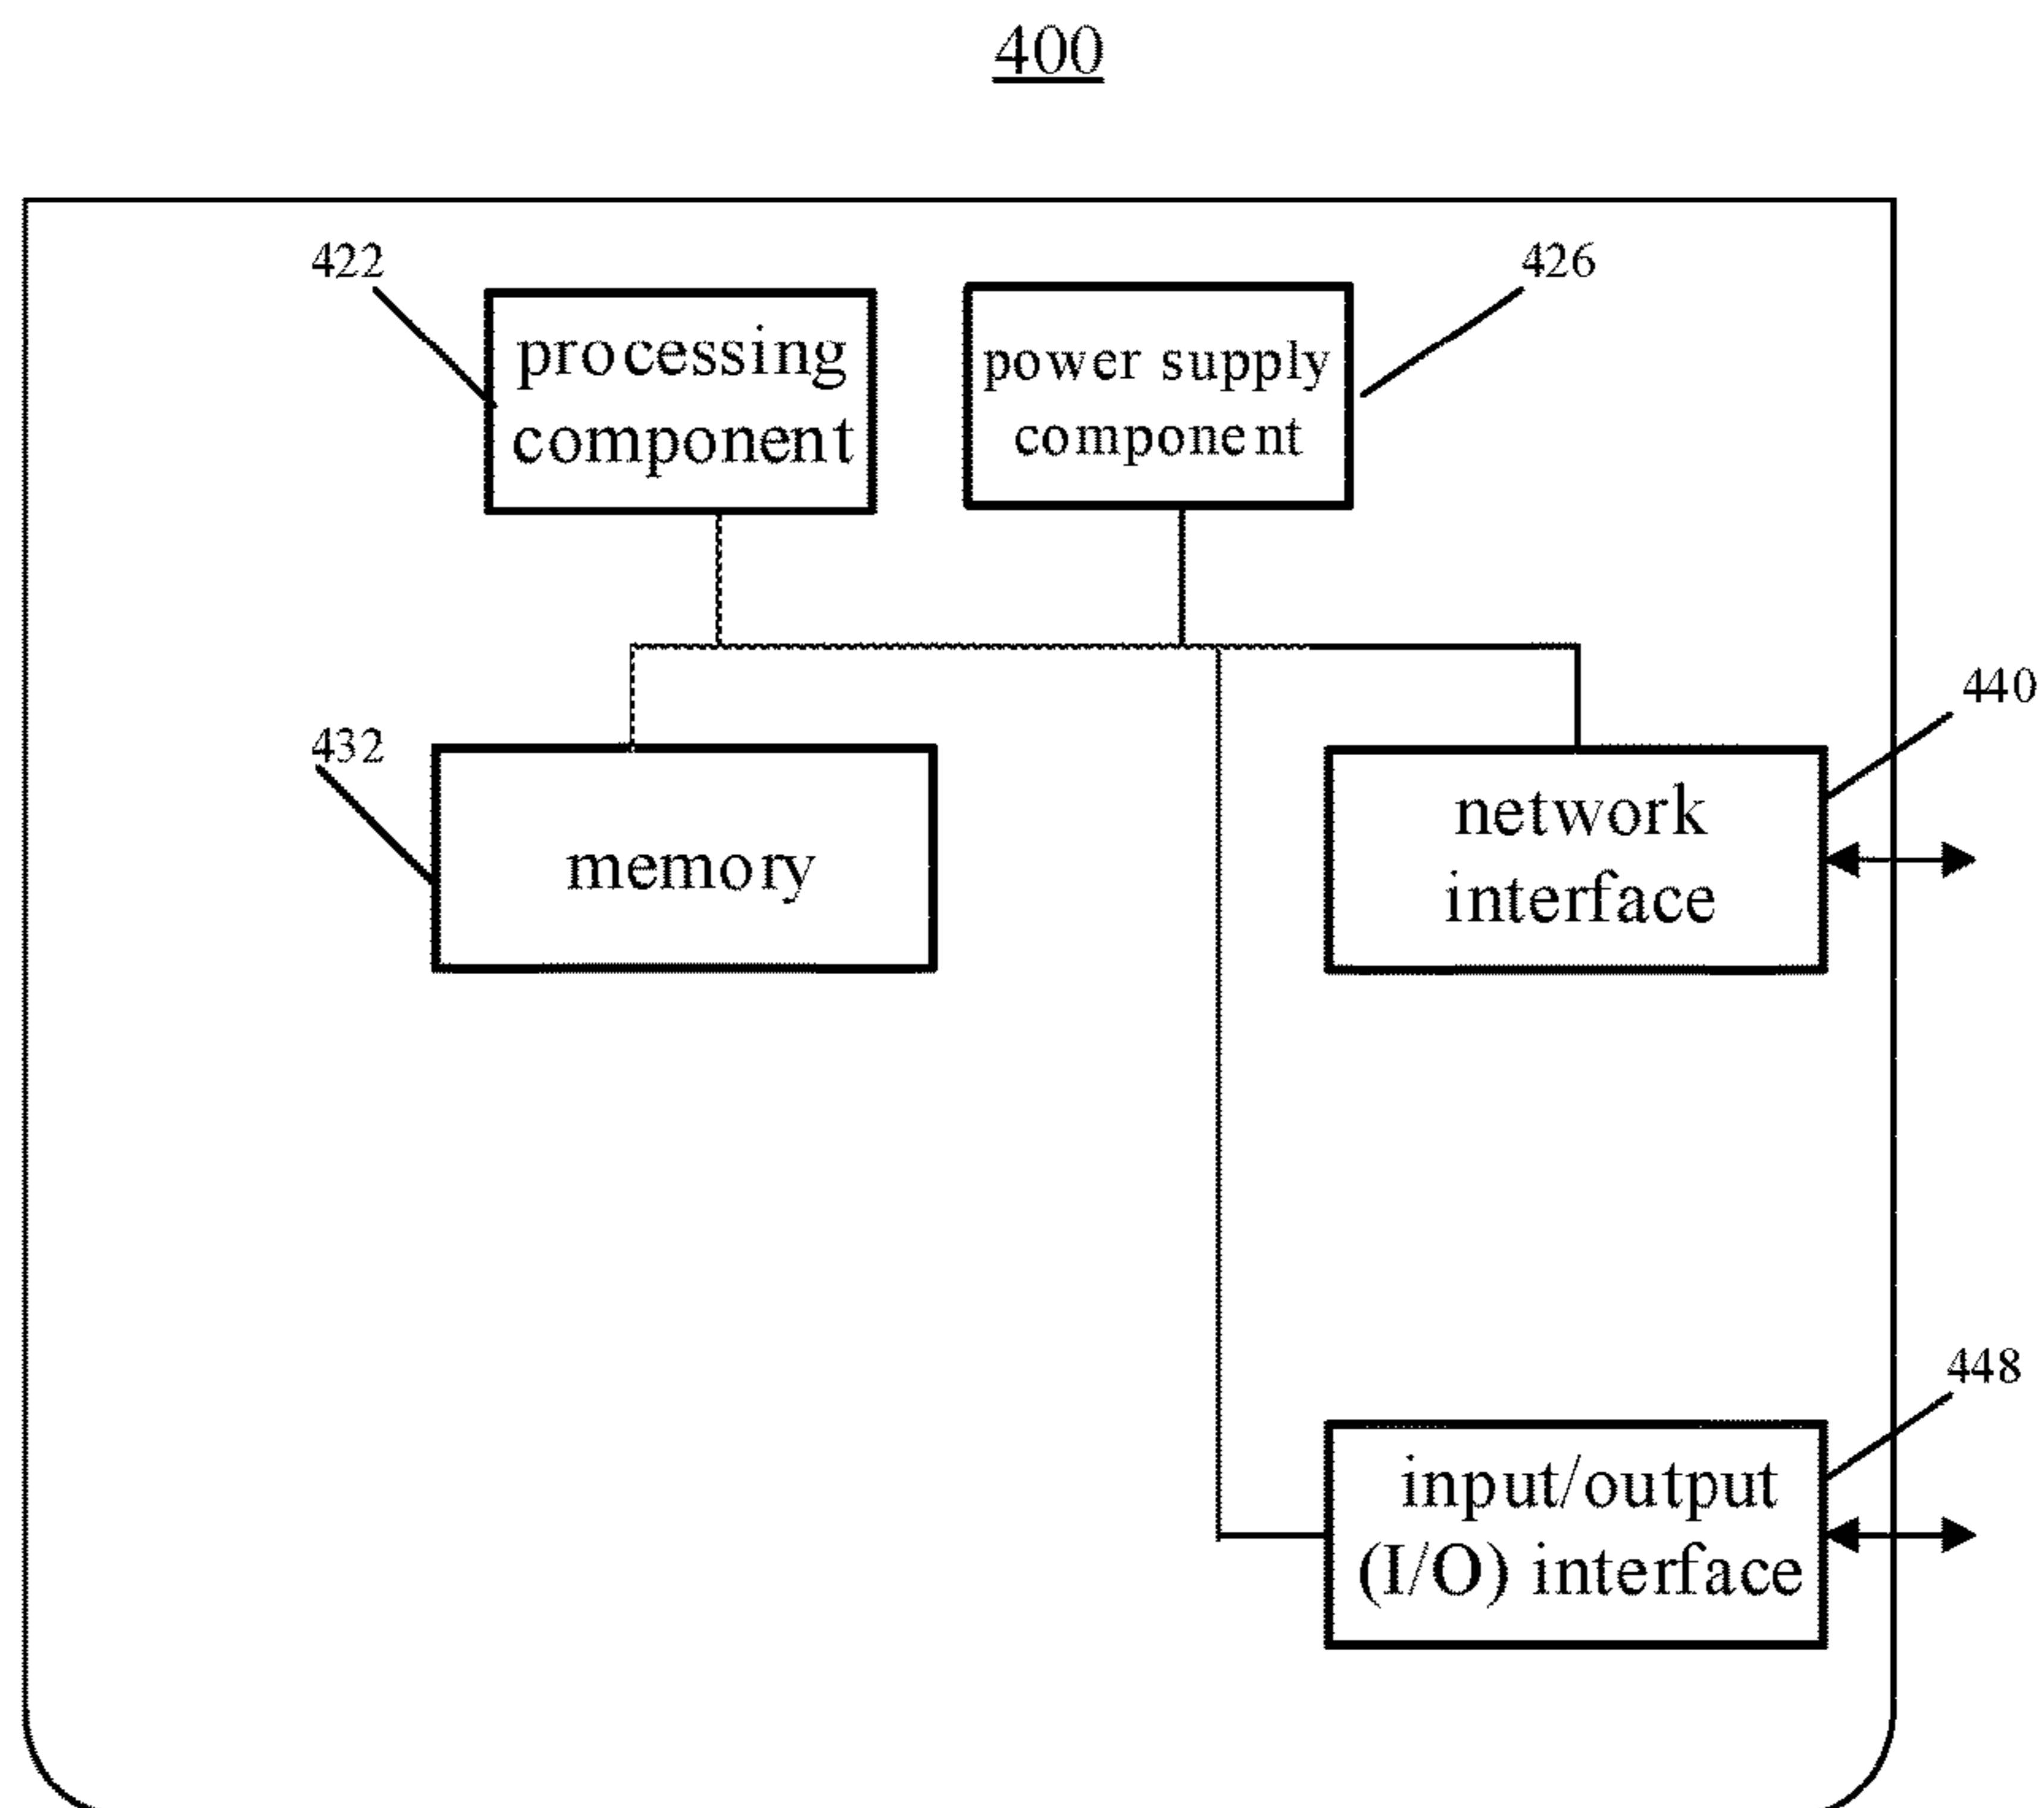 400
422
426
processing
component
power supply
component
440
432
memory
network
interface
448
input/output
(I/O) interface